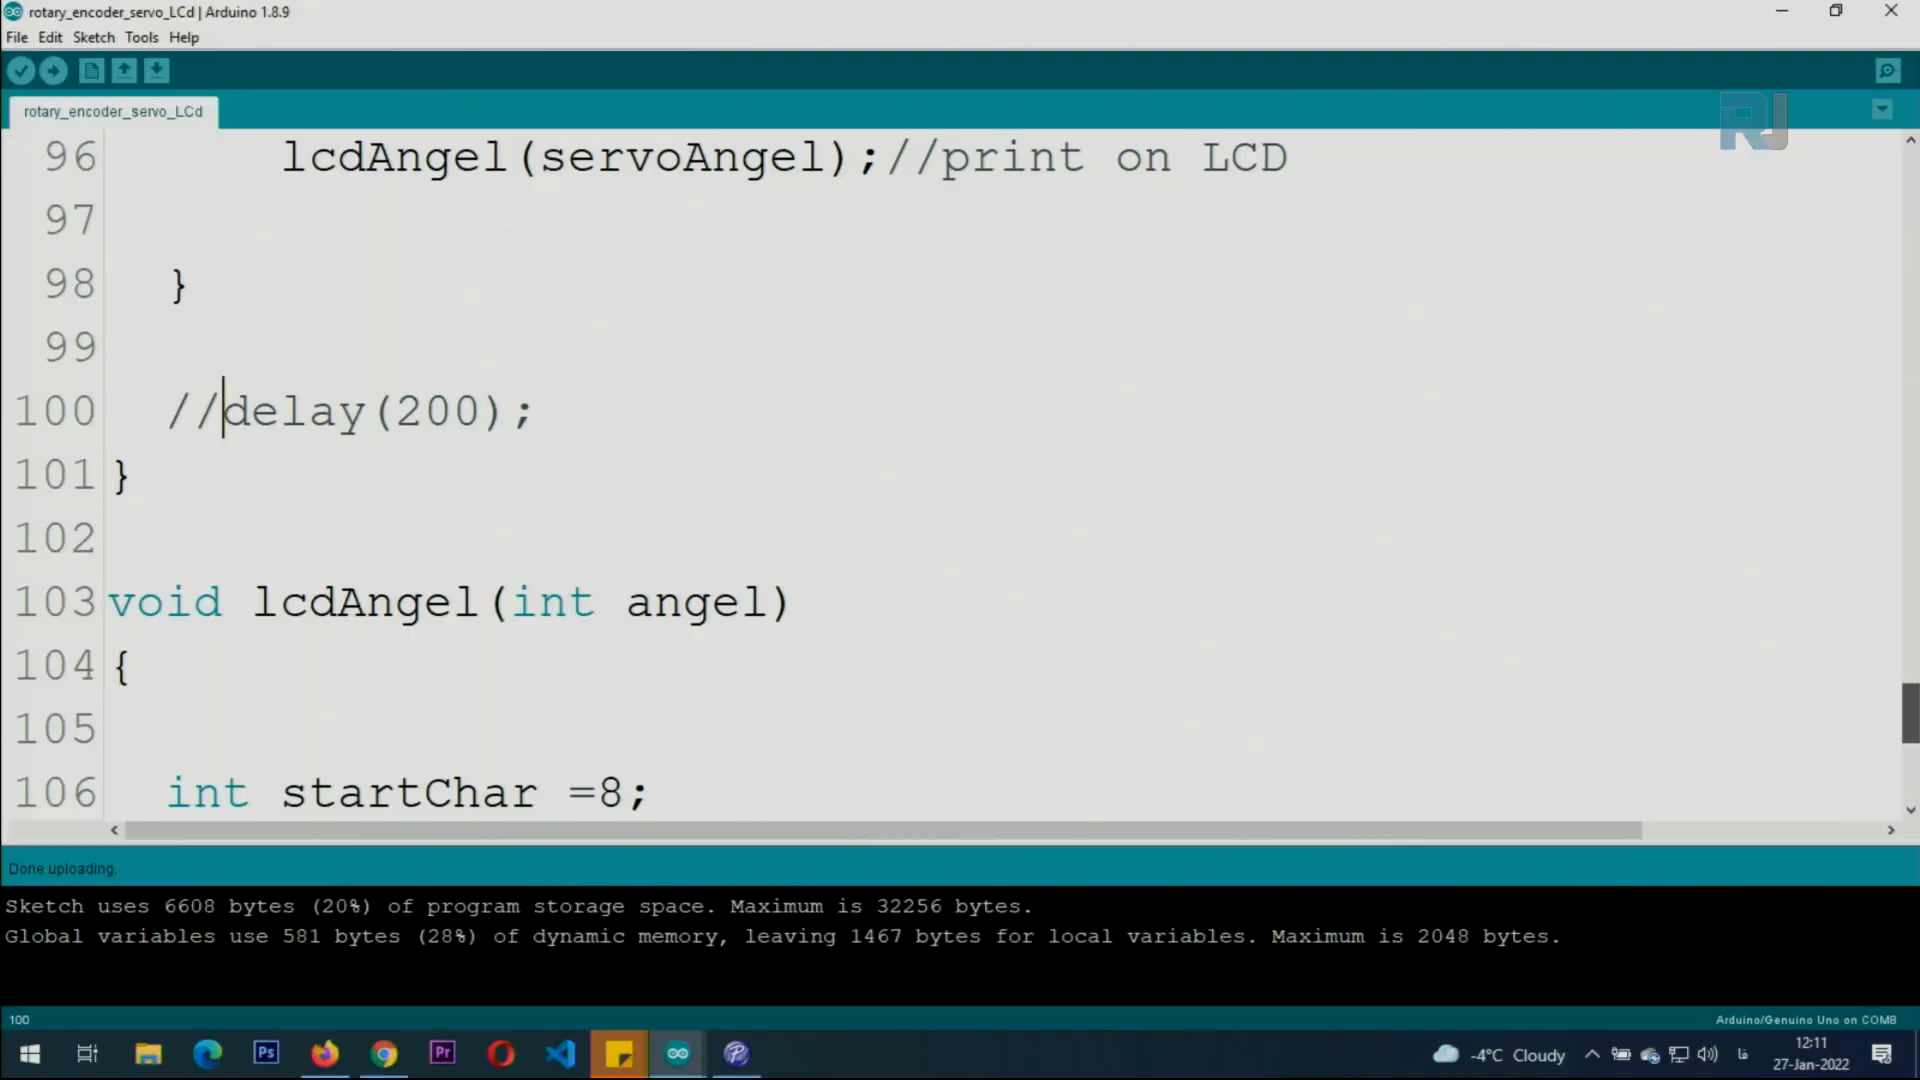 rotary_encoder_servo_LCd | Arduino 1.8.9
File Edit Sketch Tools Help
rotary_encoder_servo_LCd
RJ
96 lcdAngel(servoAngel);//print on LCD
97
98 }
99
100 //delay(200);
101 }
102
103 void lcdAngel(int angel)
104 {
105
106 int startChar =8;
Done uploading.
Sketch uses 6608 bytes (20%) of program storage space. Maximum is 32256 bytes.
Global variables use 581 bytes (28%) of dynamic memory, leaving 1467 bytes for local variables. Maximum is 2048 bytes.
100 Arduino/Genuino Uno on COM8
Ps Pr -4°C Cloudy فا 12:11
27-Jan-2022